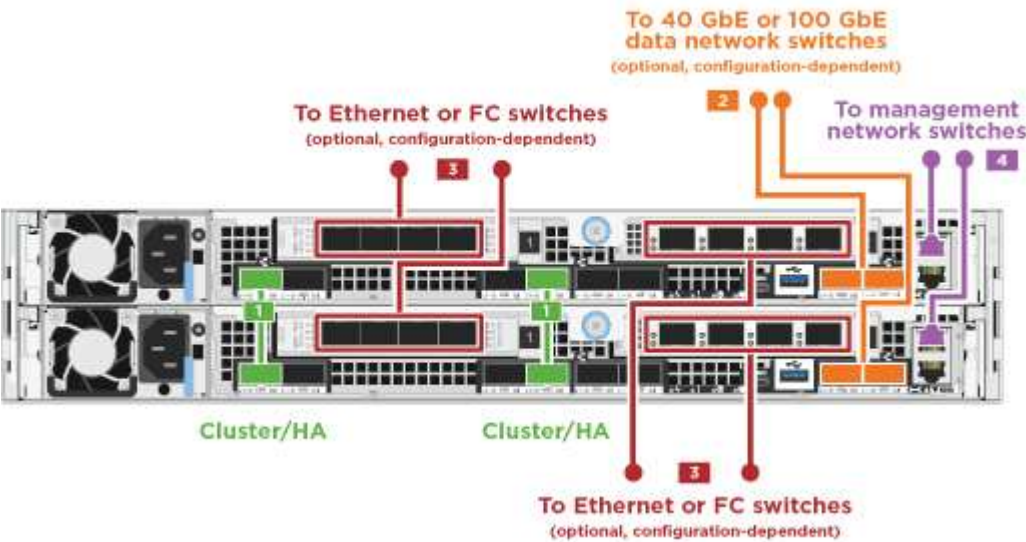 To 40 GbE or 100 GbE
data network switches
(optional, configuration-dependent)
2
To management
network switches
4
To Ethernet or FC switches
(optional, configuration-dependent)
3
1
1
1
1
Cluster/HA
Cluster/HA
3
To Ethernet or FC switches
(optional, configuration-dependent)